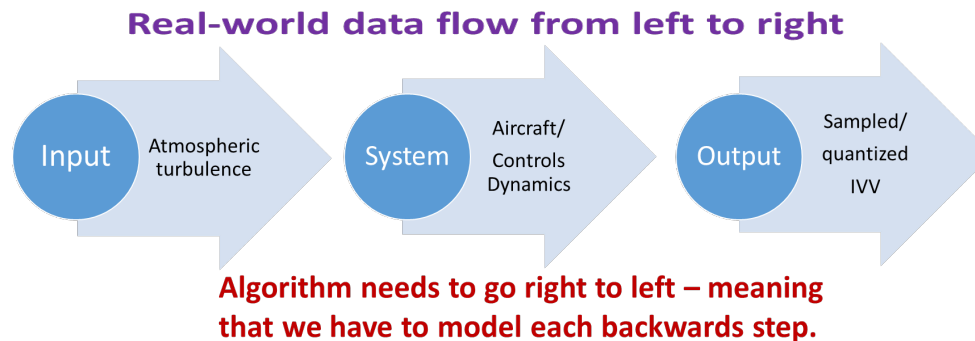 Real-world data flow from left to right
Input
Atmospheric
turbulence
System
Aircraft/
Controls
Dynamics
Output
Sampled/
quantized
IVV
Algorithm needs to go right to left – meaning
that we have to model each backwards step.